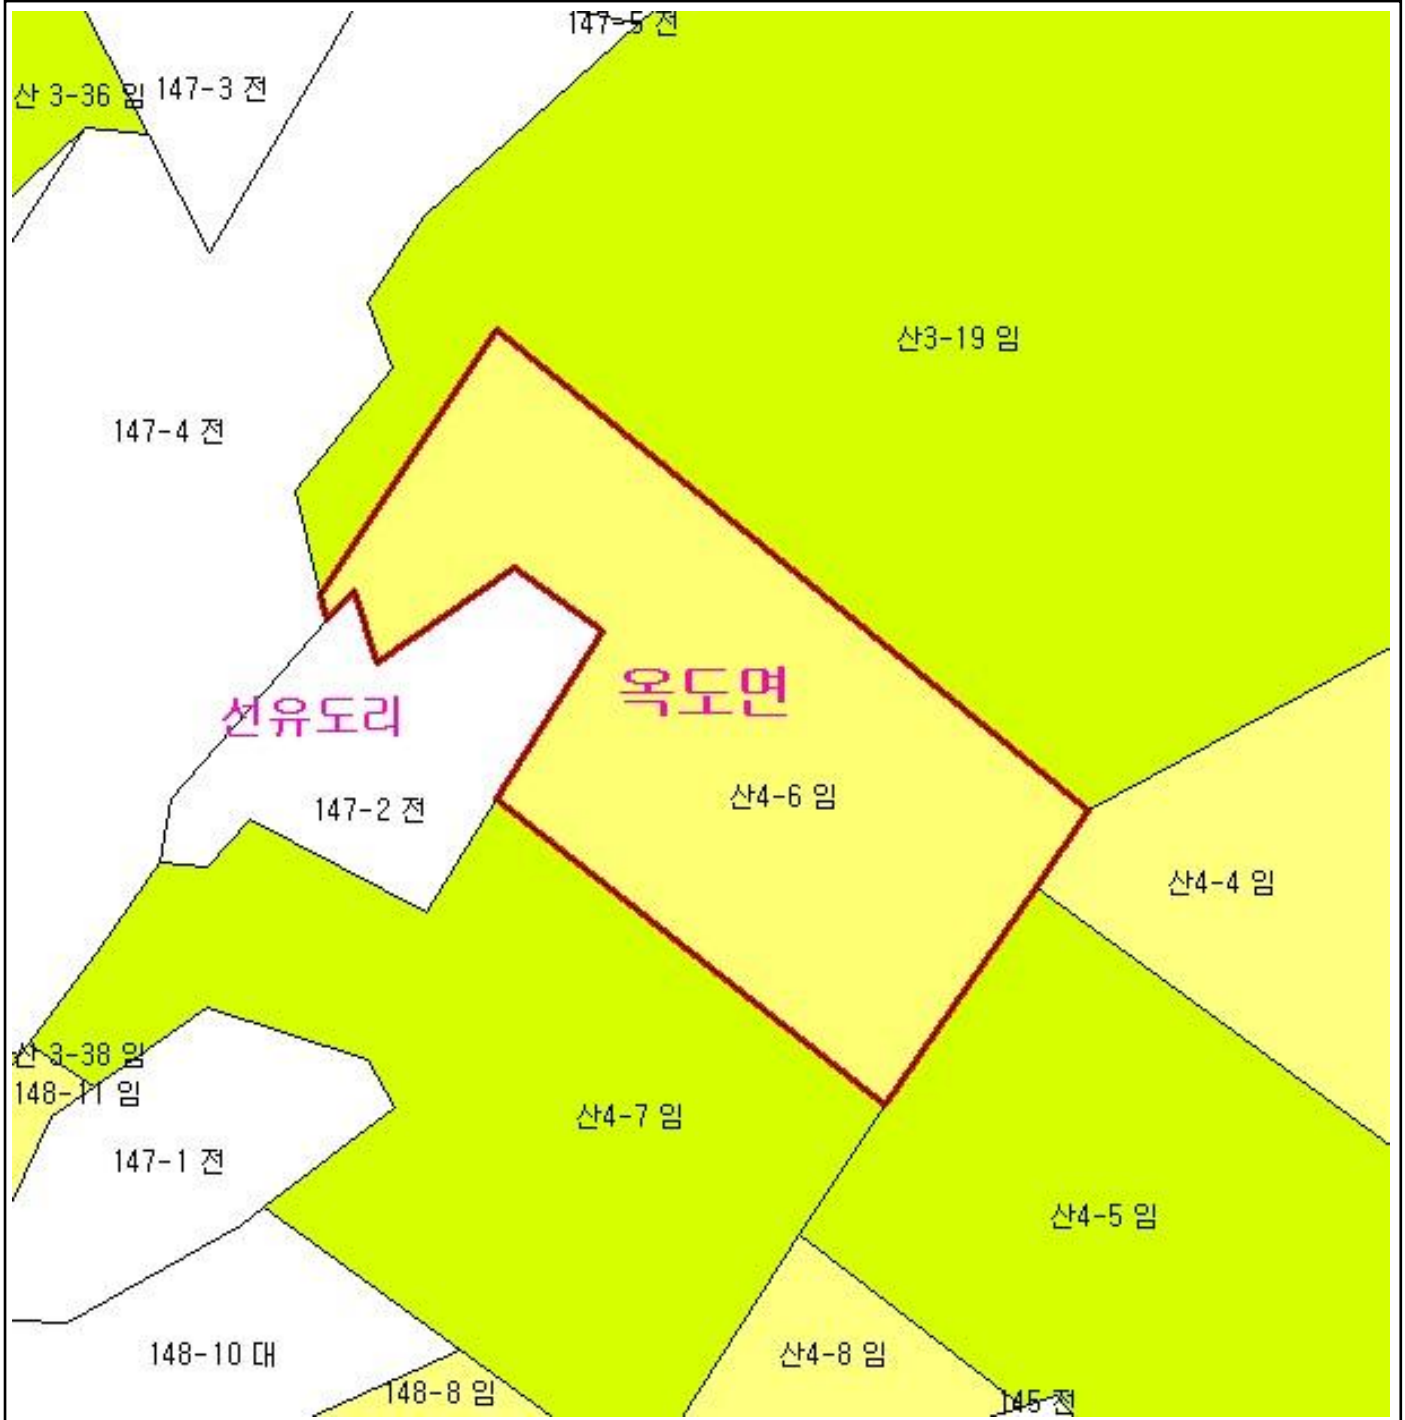 147-5 전
산 3-36 임
147-3 전
산3-19 임
147-4 전
옥도면
선유도리
산4-6 임
147-2 전
산4-4 임
산 3-38 임
148-11 임
산4-7 임
147-1 전
산4-5 임
148-10 대
산4-8 임
148-8 임
145 전